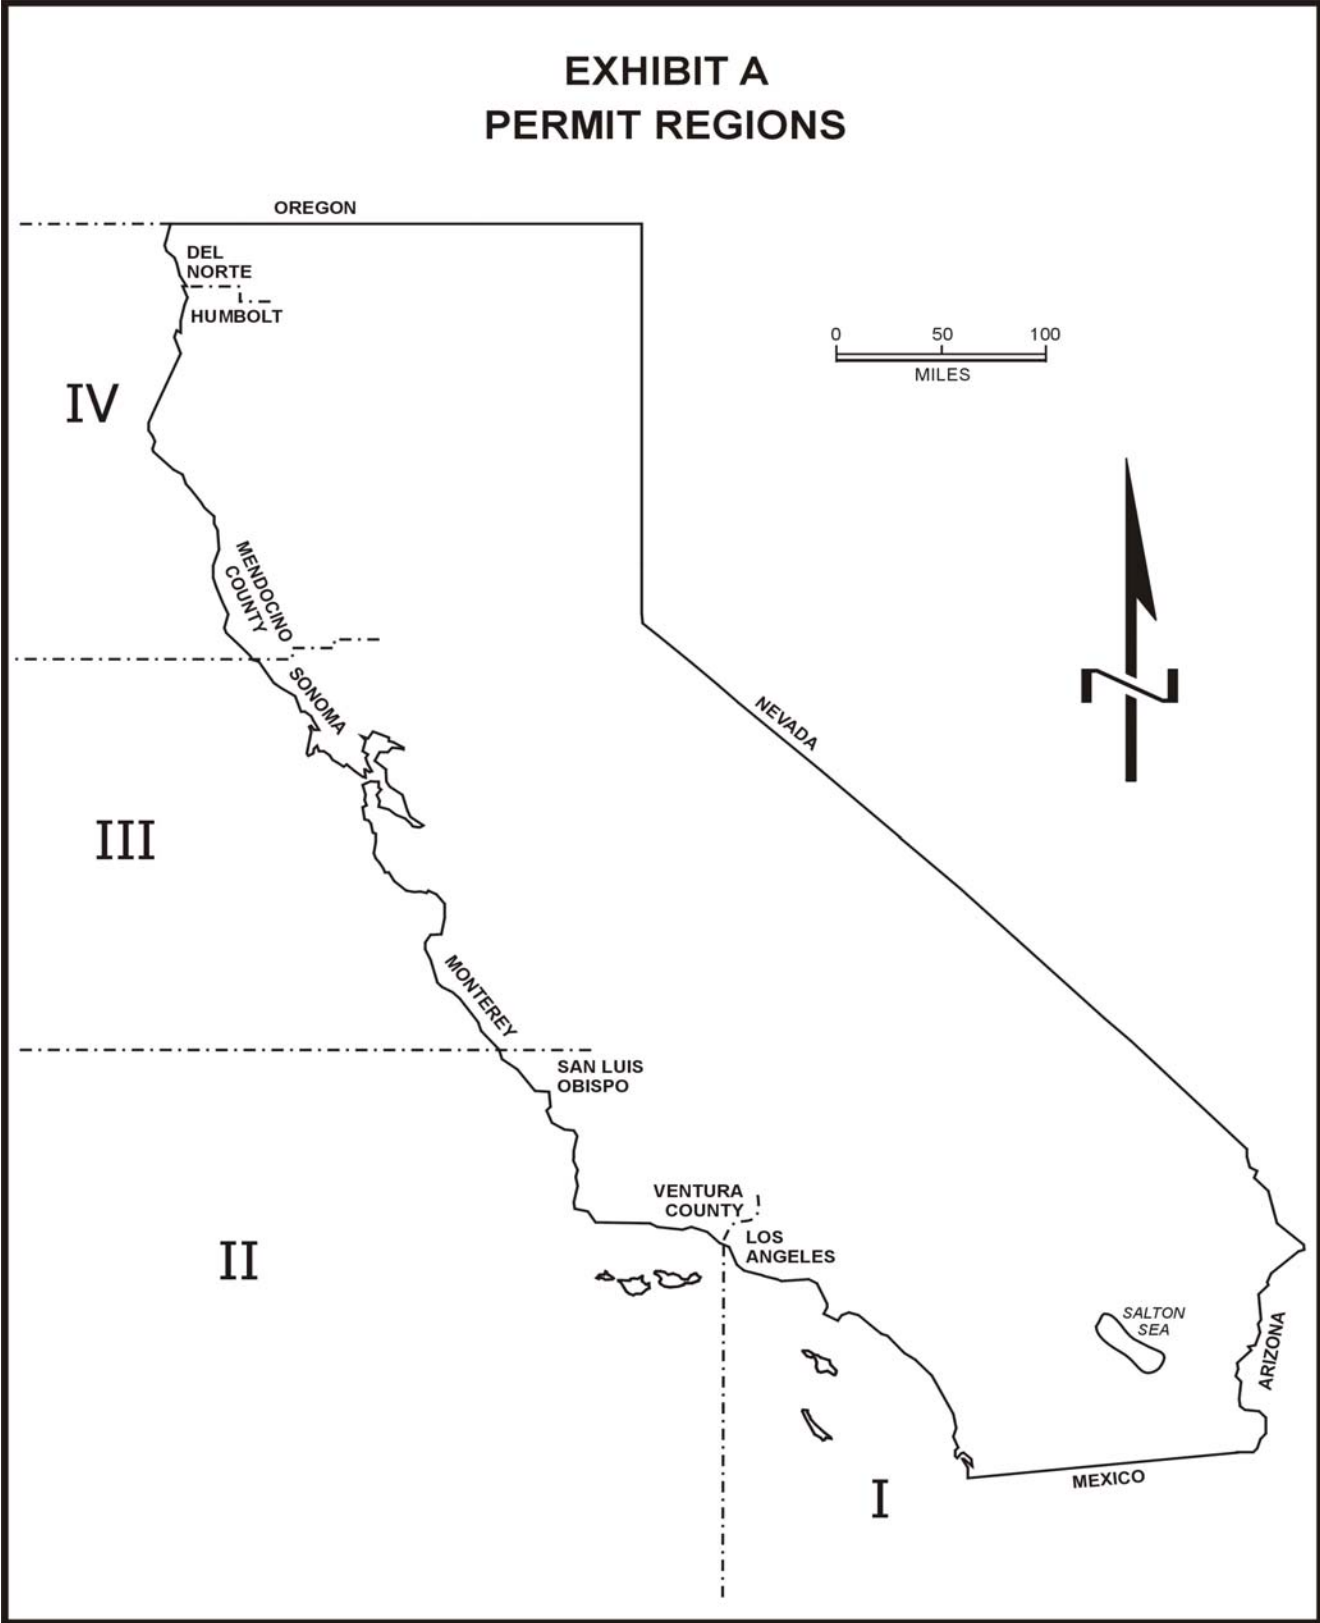 EXHIBIT A
PERMIT REGIONS
OREGON
DEL
NORTE
HUMBOLT
0 50 100
MILES
IV
MENDOCINO
COUNTY
SONOMA
NEVADA
N
III
MONTEREY
SAN LUIS
OBISPO
VENTURA
COUNTY
LOS
ANGELES
II
SALTON
SEA
ARIZONA
MEXICO
I